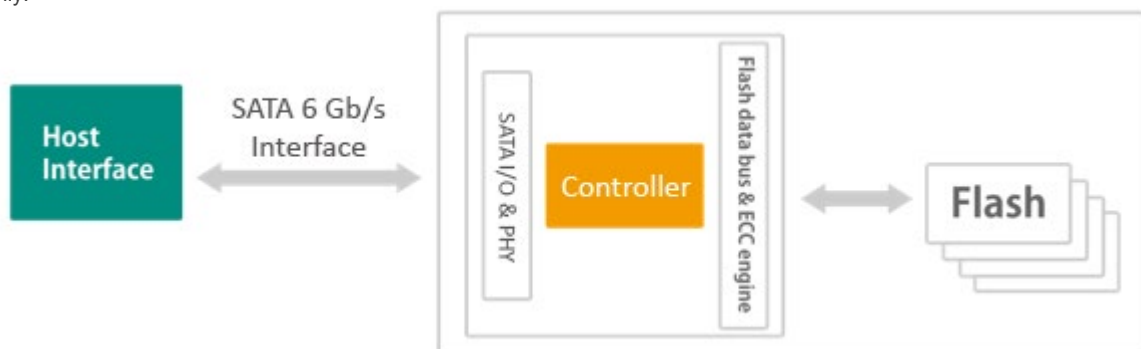 Host
Interface
SATA 6 Gb/s
Interface
SATA I/O & PHY
Controller
Flash data bus & ECC engine
Flash